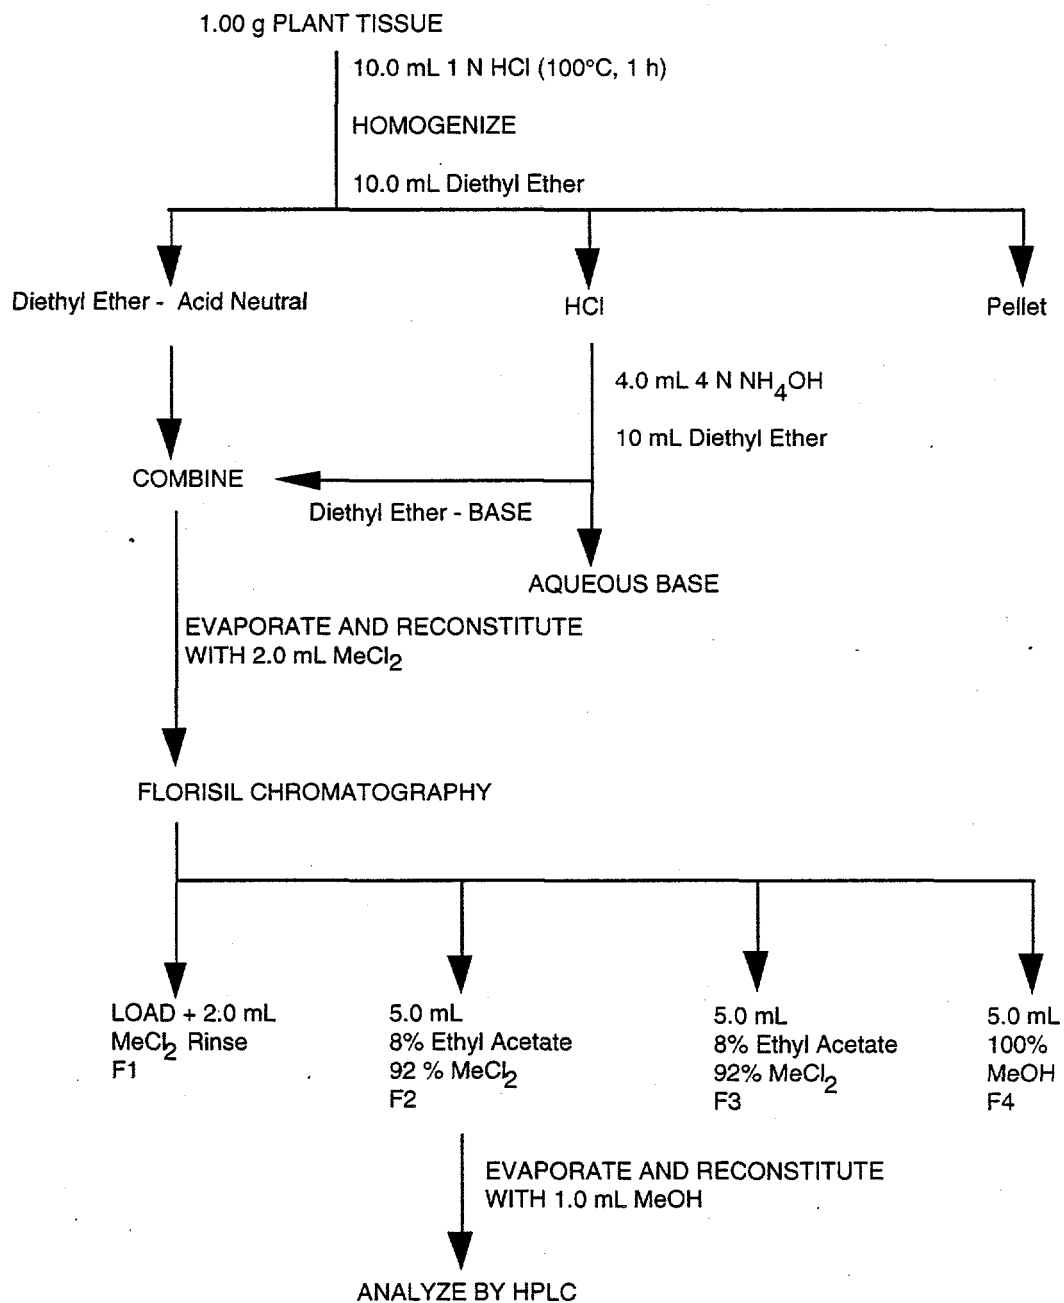 1.00 g PLANT TISSUE
10.0 mL 1 N HCl (100°C, 1 h)
HOMOGENIZE
10.0 mL Diethyl Ether
Diethyl Ether - Acid Neutral
HCl
Pellet
4.0 mL 4 N NH4OH
10 mL Diethyl Ether
COMBINE
Diethyl Ether - BASE
AQUEOUS BASE
EVAPORATE AND RECONSTITUTE
WITH 2.0 mL MeCl2
FLORISIL CHROMATOGRAPHY
LOAD + 2.0 mL
MeCl2 Rinse
F1
5.0 mL
8% Ethyl Acetate
92 % MeCl2
F2
5.0 mL
8% Ethyl Acetate
92% MeCl2
F3
5.0 mL
100%
MeOH
F4
EVAPORATE AND RECONSTITUTE
WITH 1.0 mL MeOH
ANALYZE BY HPLC